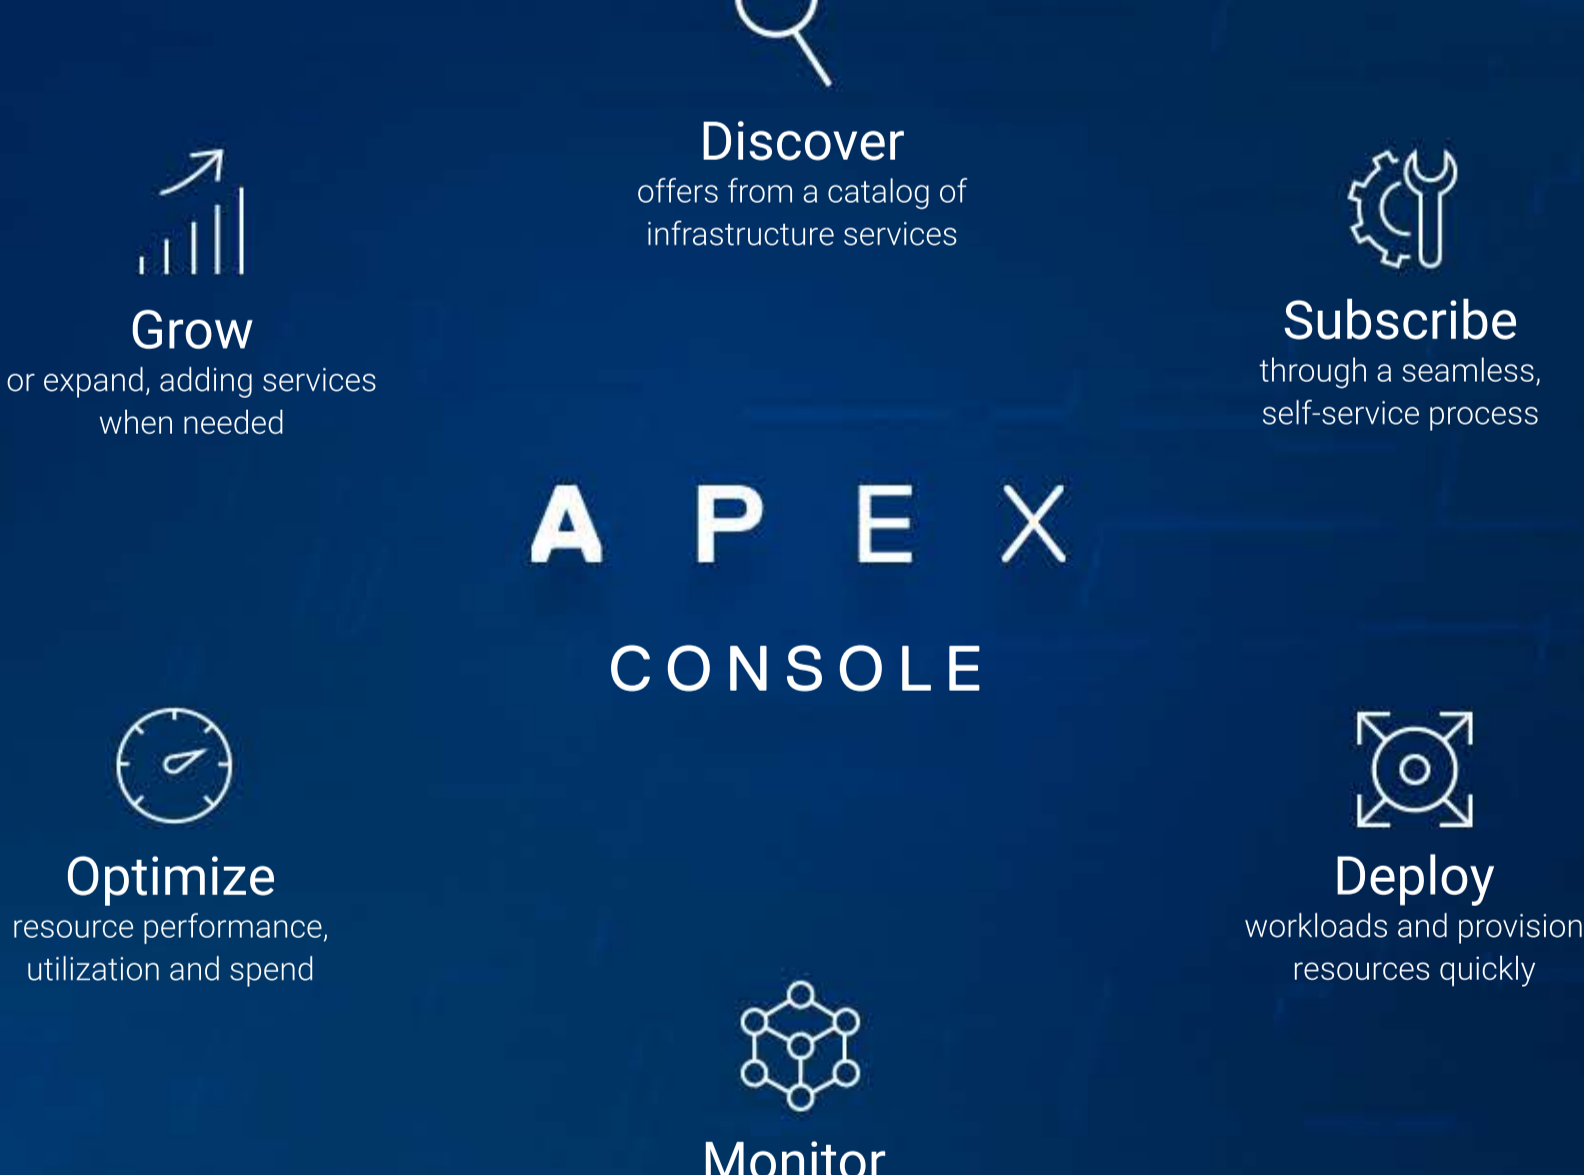 Discover
offers from a catalog of
infrastructure services
Subscribe
through a seamless,
self-service process
Grow
or expand, adding services
when needed
APEX
CONSOLE
Optimize
resource performance,
utilization and spend
Deploy
workloads and provision
resources quickly
Monitor